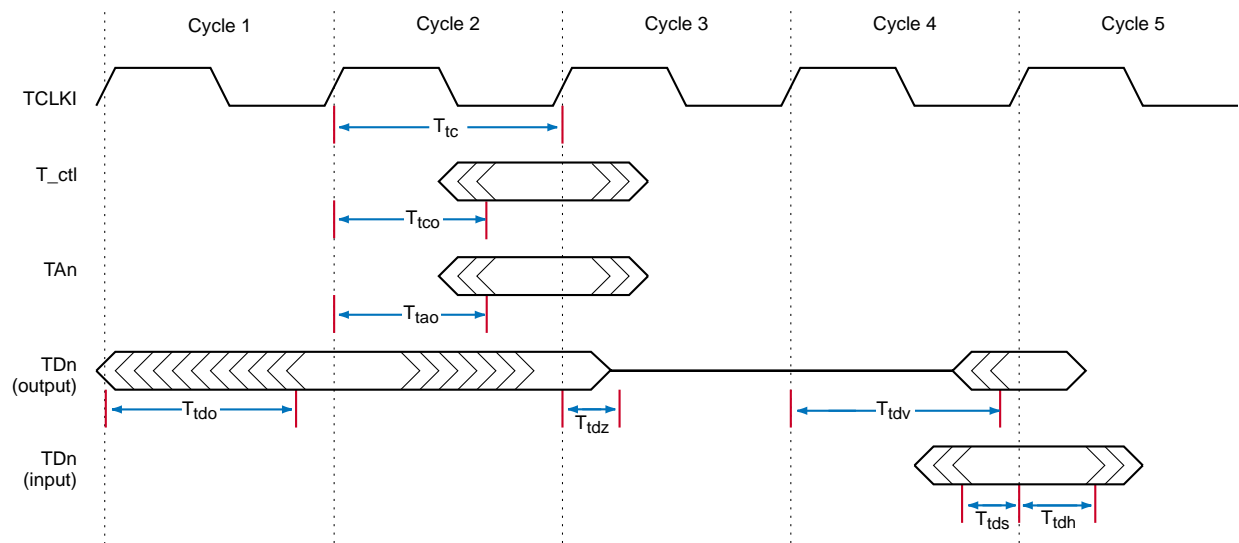 Cycle 1 Cycle 2 Cycle 3 Cycle 4 Cycle 5
TCLKI
Ttc
T_ctl
Ttco
TAn
Ttao
TDn
(output)
Ttdo Ttdz Ttdv
TDn
(input)
Ttds Ttdh